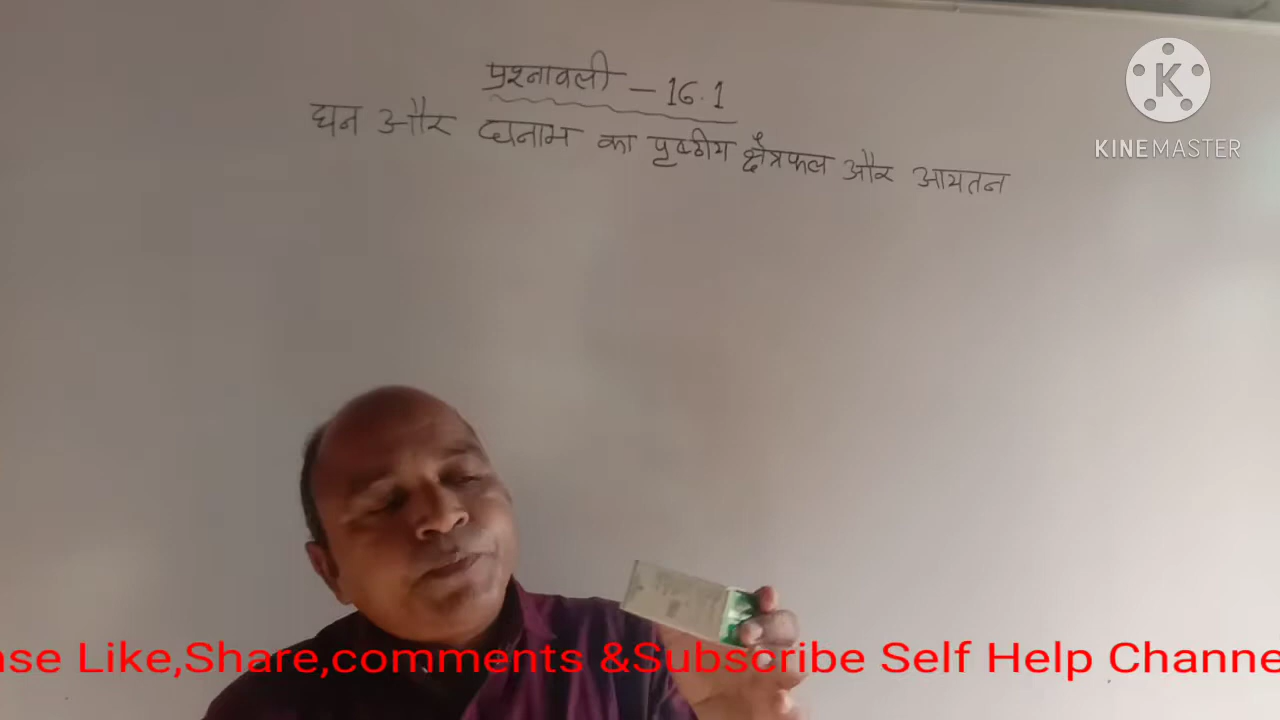 प्रश्नावली – 16.1
घन और घनाभ का पृष्ठीय क्षेत्रफल और आयतन
K
KINEMASTER
ase Like,Share,comments &Subscribe Self Help Channe